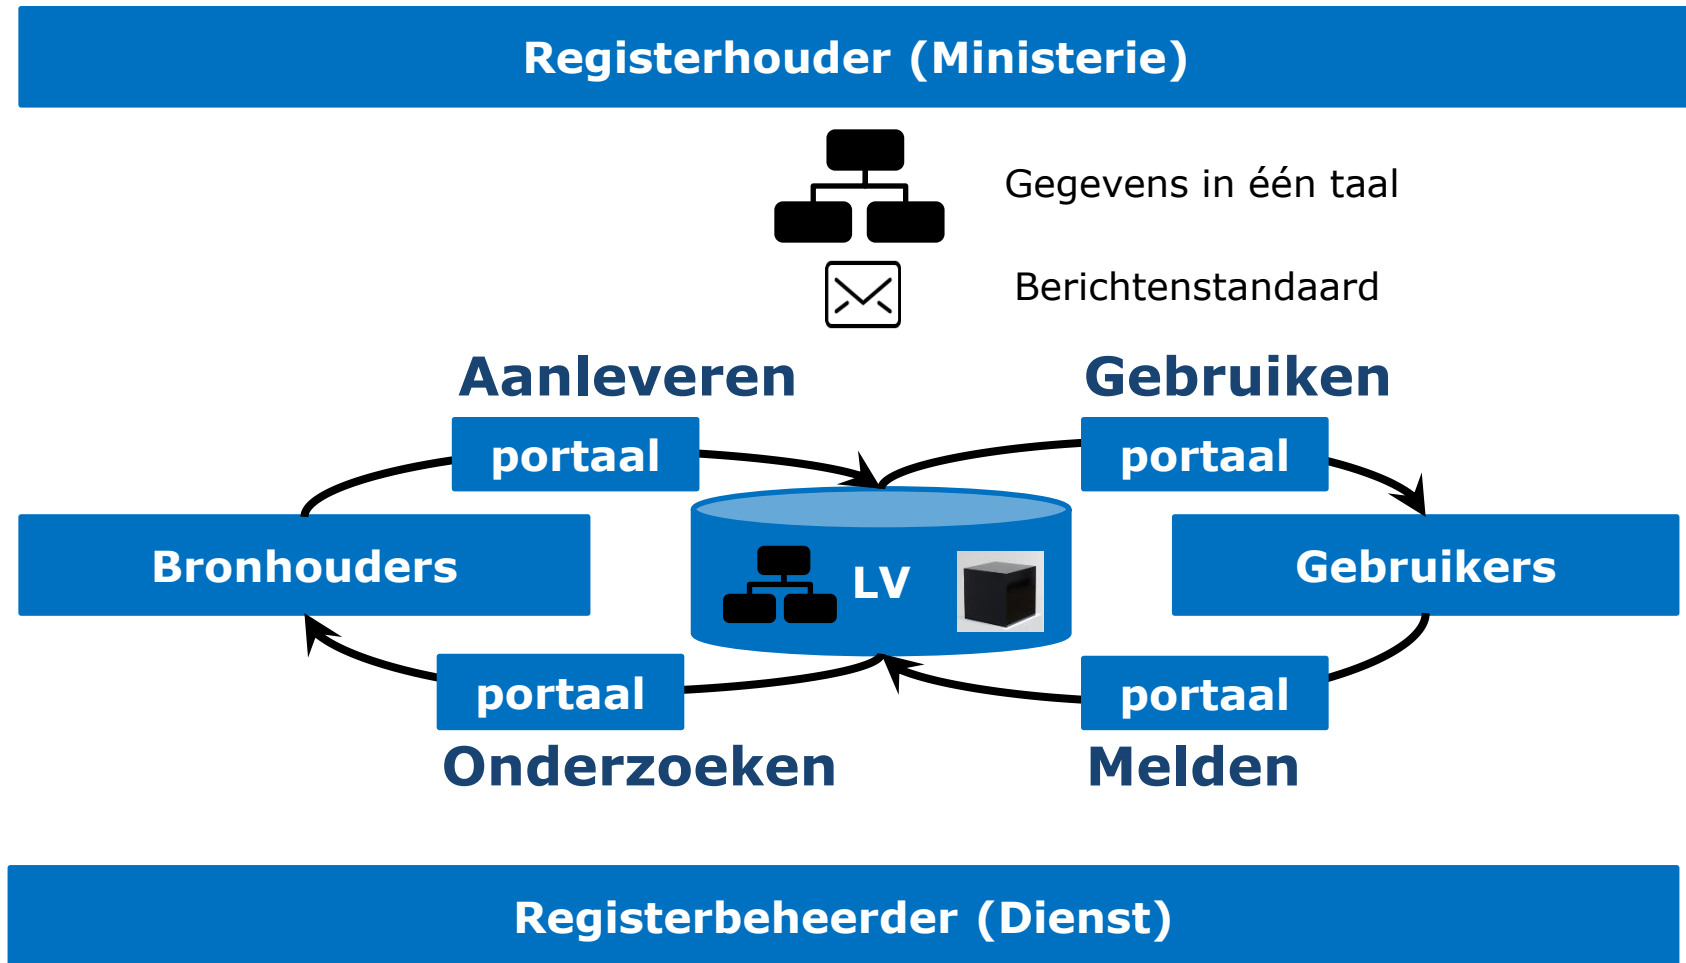 Registerhouder (Ministerie)
Gegevens in één taal
Berichtenstandaard
Aanleveren
Gebruiken
portaal
portaal
Bronhouders
LV
Gebruikers
portaal
portaal
Onderzoeken
Melden
Registerbeheerder (Dienst)